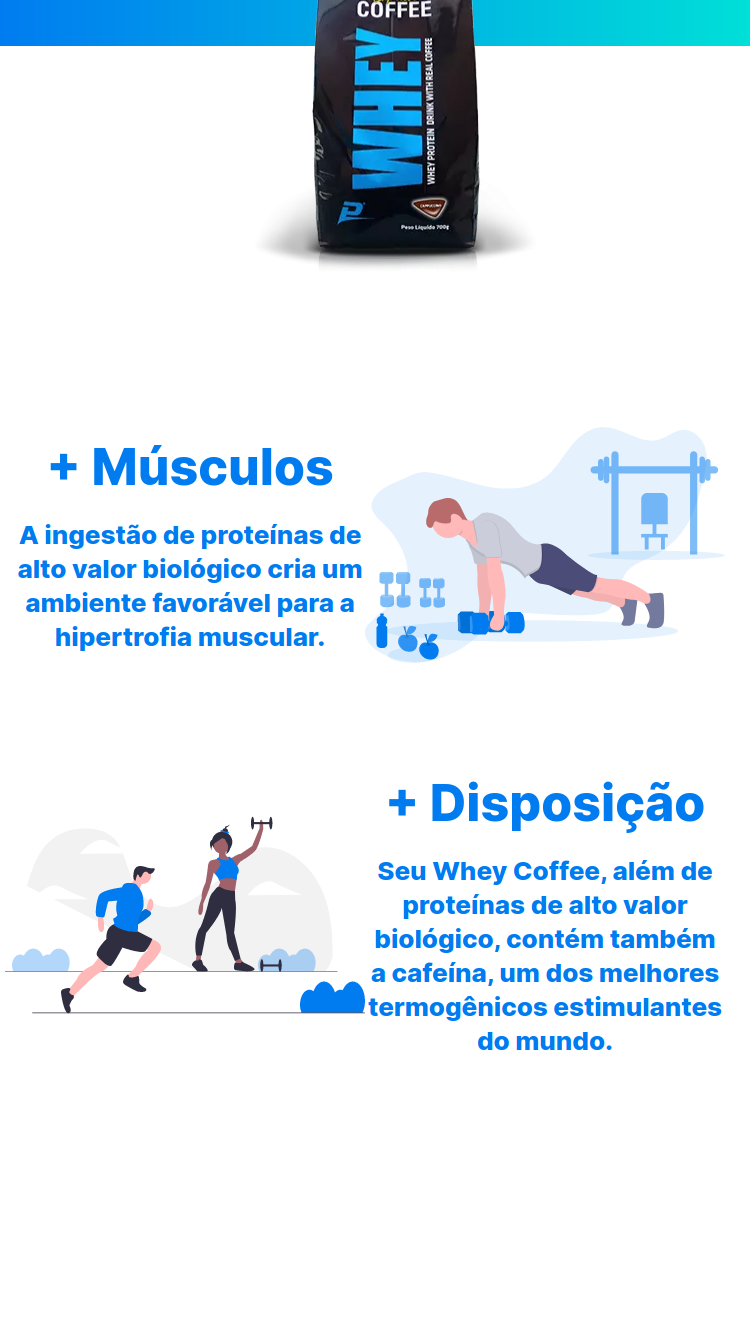 COFFEE
WHEY
WHEY PROTEIN DRINK WITH REAL COFFEE
CAPPUCCINO
Peso Líquido 700g
+ Músculos
A ingestão de proteínas de
alto valor biológico cria um
ambiente favorável para a
hipertrofia muscular.
+ Disposição
Seu Whey Coffee, além de
proteínas de alto valor
biológico, contém também
a cafeína, um dos melhores
termogênicos estimulantes
do mundo.